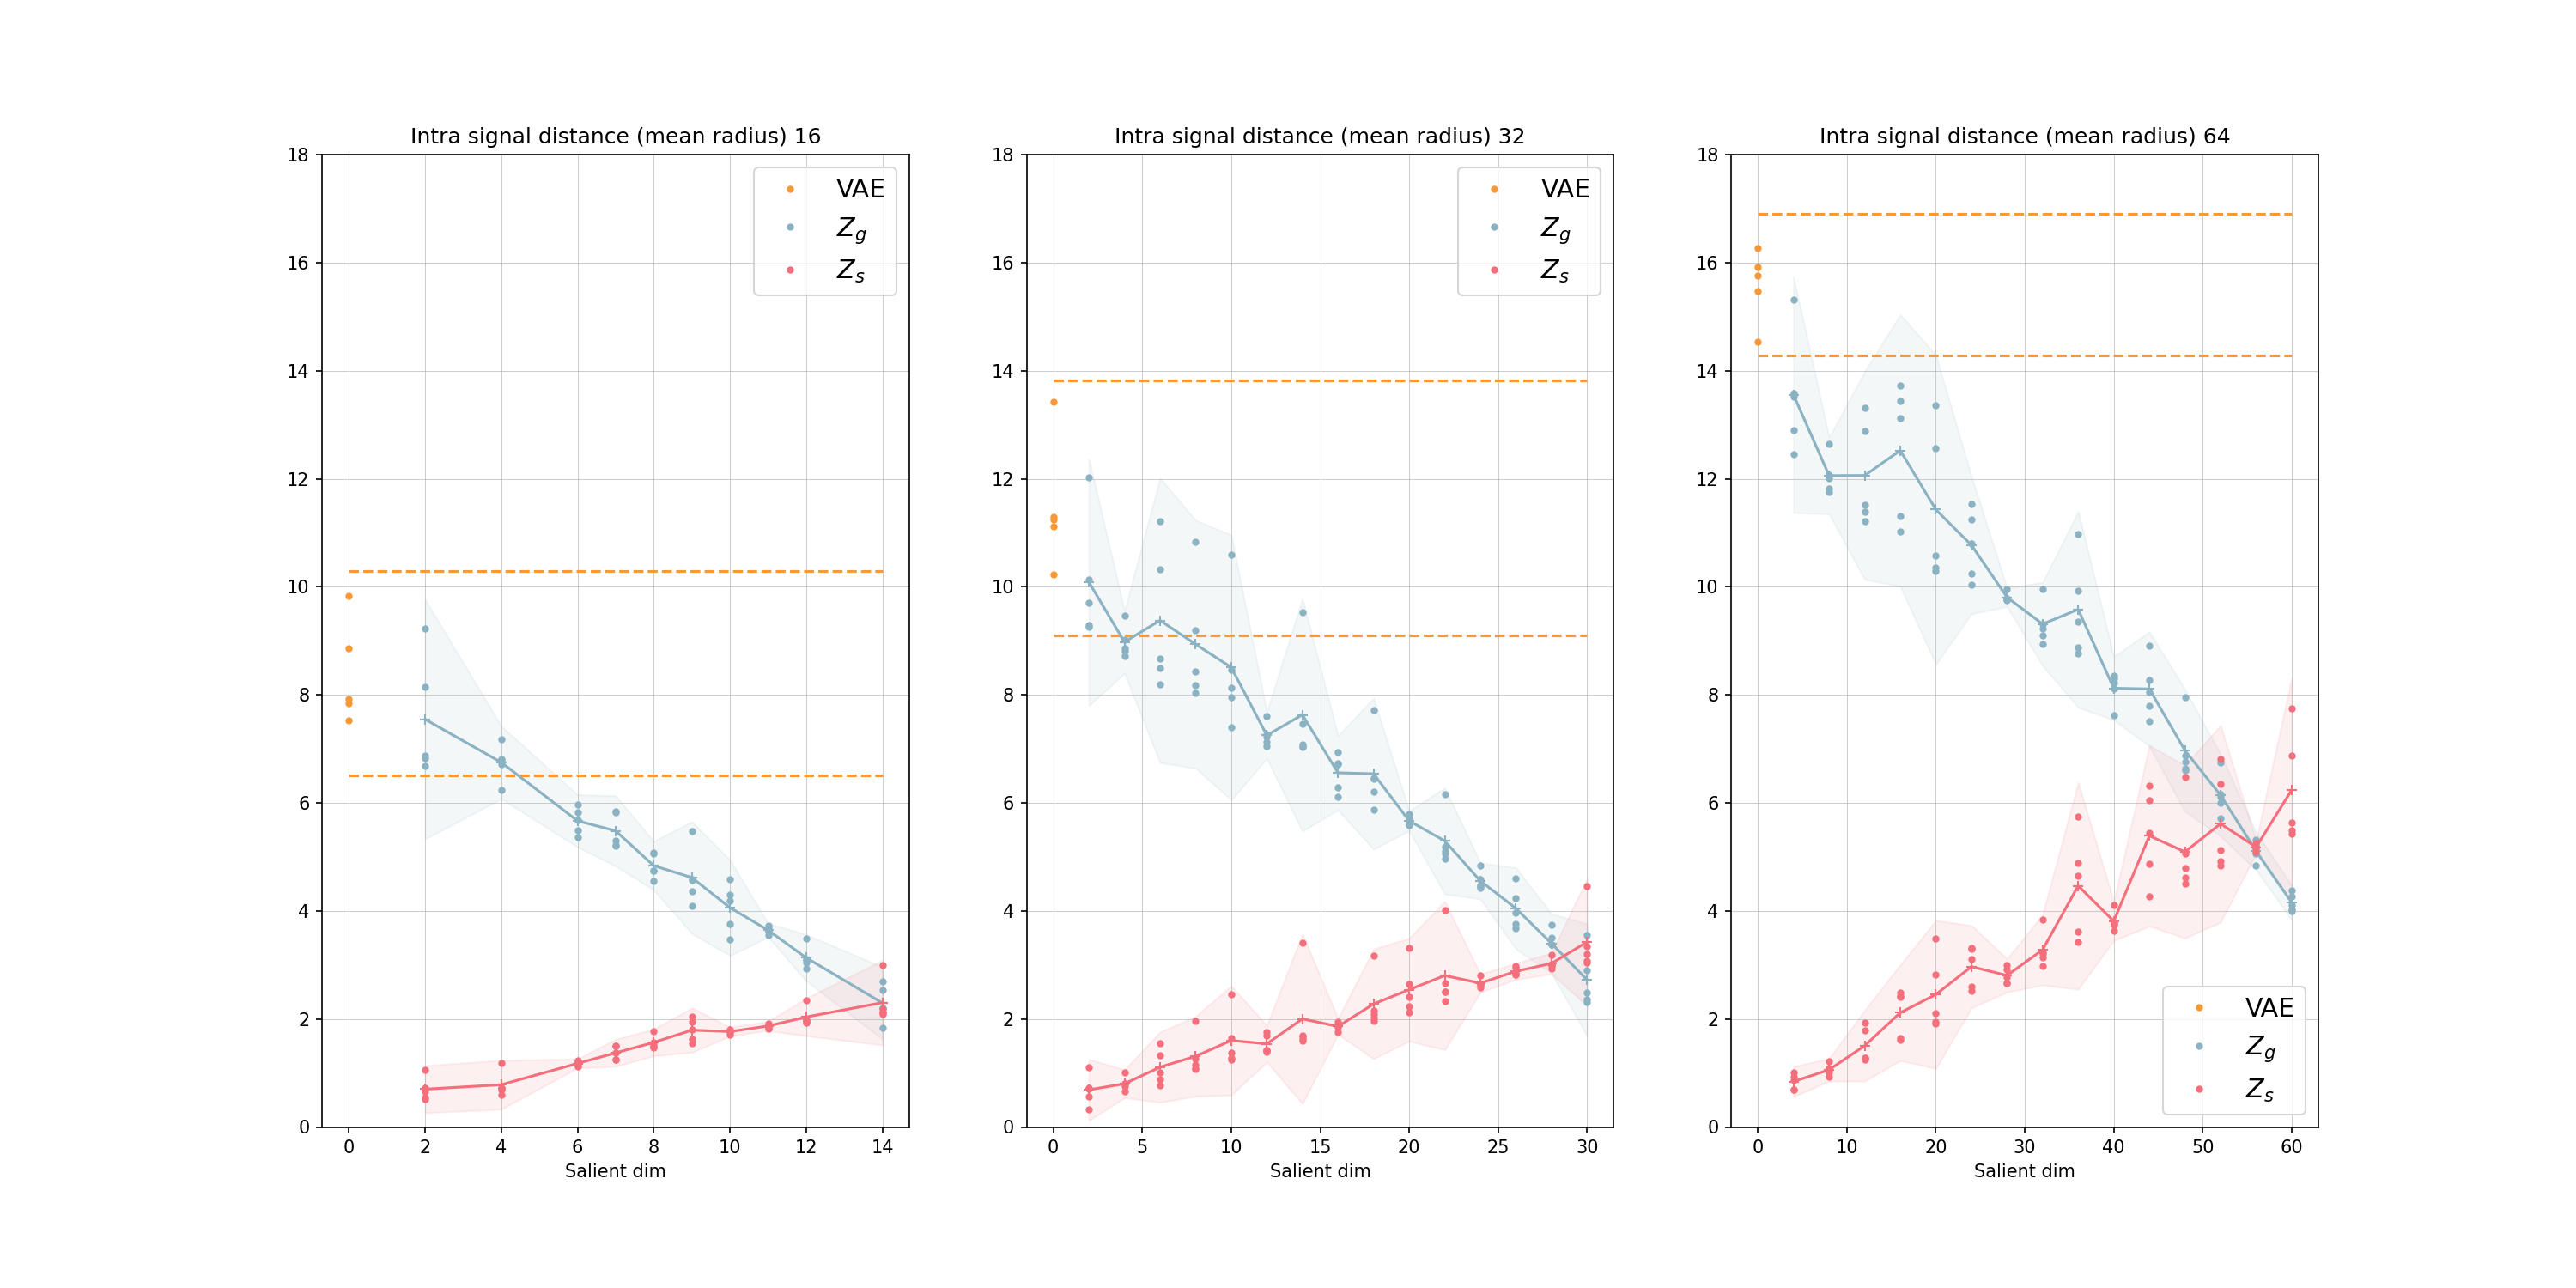 Intra signal distance (mean radius) 16
18
16
14
12
10
8
6
4
2
0
VAE
Z_g
Z_s
0 2 4 6 8 10 12 14
Salient dim
Intra signal distance (mean radius) 32
18
16
14
12
10
8
6
4
2
0
VAE
Z_g
Z_s
0 5 10 15 20 25 30
Salient dim
Intra signal distance (mean radius) 64
18
16
14
12
10
8
6
4
2
0
VAE
Z_g
Z_s
0 10 20 30 40 50 60
Salient dim